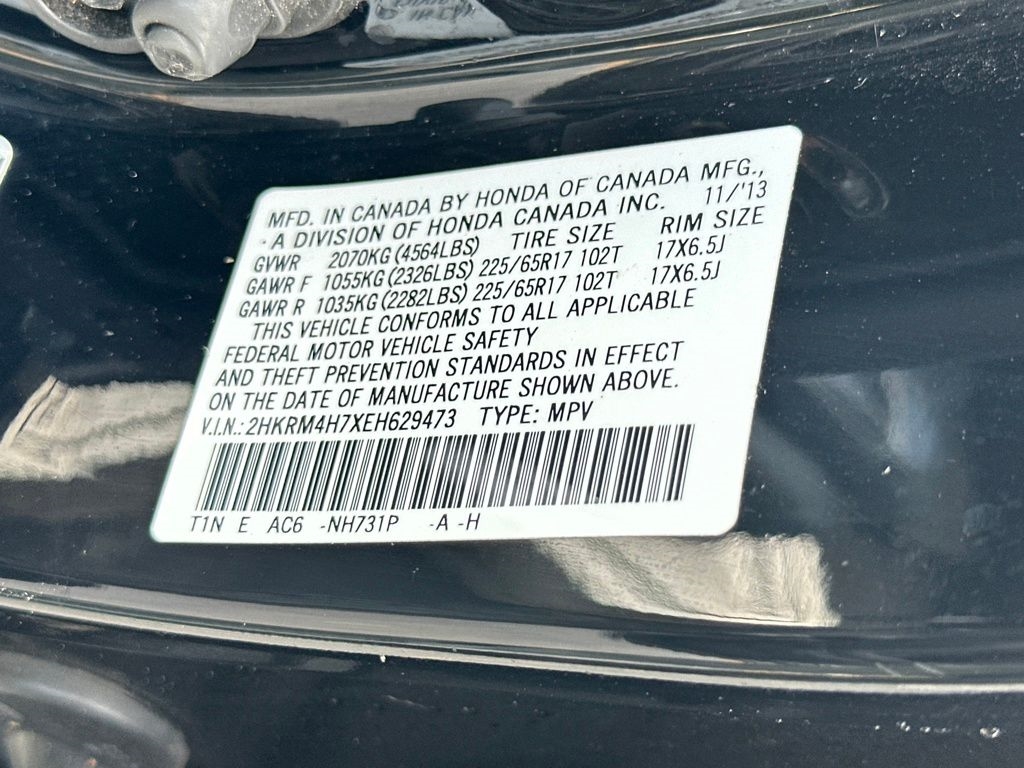 MFD. IN CANADA BY HONDA OF CANADA MFG.,
-A DIVISION OF HONDA CANADA INC. 11/'13
GVWR 2070KG (4564LBS) TIRE SIZE RIM SIZE
GAWR F 1055KG (2326LBS) 225/65R17 102T 17X6.5J
GAWR R 1035KG (2282LBS) 225/65R17 102T 17X6.5J
THIS VEHICLE CONFORMS TO ALL APPLICABLE
FEDERAL MOTOR VEHICLE SAFETY
AND THEFT PREVENTION STANDARDS IN EFFECT
ON THE DATE OF MANUFACTURE SHOWN ABOVE.
V.I.N.: 2HKRM4H7XEH629473 TYPE: MPV
T1N E AC6 -NH731P -A -H